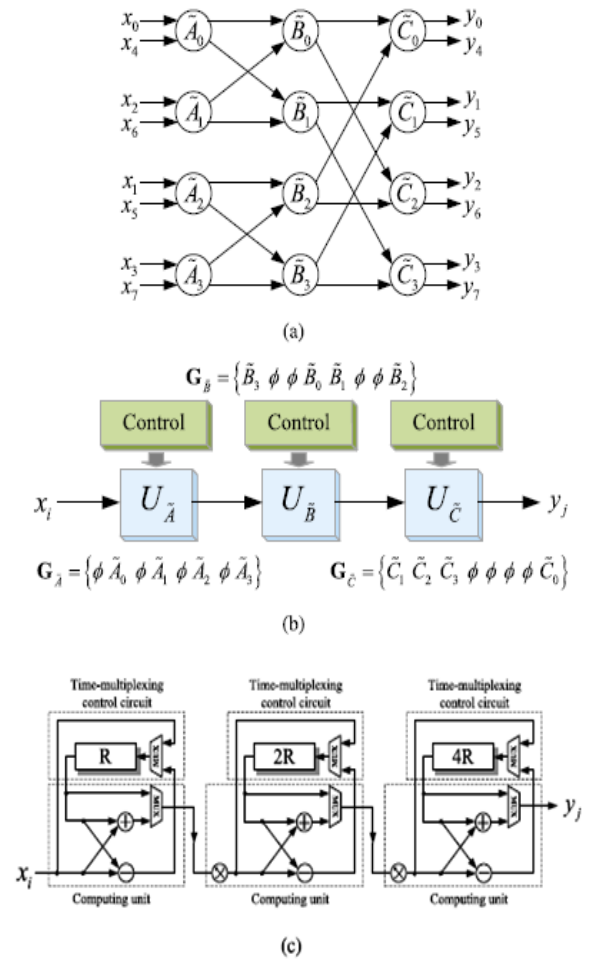 x₀ Ã₀ B̃₀ C̃₀ y₀
x₄ y₄
x₂ Ã₁ B̃₁ C̃₁ y₁
x₆ y₅
x₁ Ã₂ B̃₂ C̃₂ y₂
x₅ y₆
x₃ Ã₃ B̃₃ C̃₃ y₃
x₇ y₇
(a)
G_B̃ = {B̃₃ ϕ ϕ B̃₀ B̃₁ ϕ ϕ B̃₂}
Control Control Control
xᵢ U_Ã U_B̃ U_C̃ yⱼ
G_Ã = {ϕ Ã₀ ϕ Ã₁ ϕ Ã₂ ϕ Ã₃} G_C̃ = {C̃₁ C̃₂ C̃₃ ϕ ϕ ϕ ϕ C̃₀}
(b)
Time-multiplexing control circuit
Time-multiplexing control circuit
Time-multiplexing control circuit
R MUX 2R MUX 4R MUX
MUX MUX MUX
+ + + yⱼ
xᵢ − ⊗ − ⊗ −
Computing unit Computing unit Computing unit
(c)